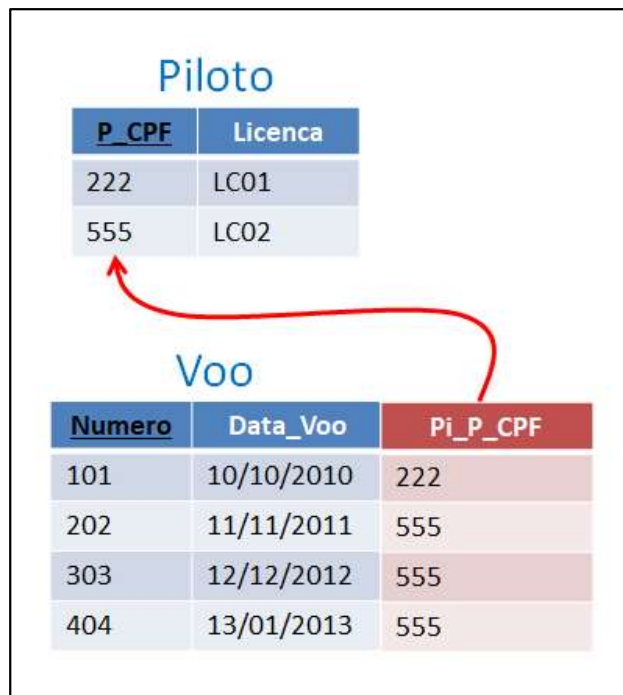 Piloto
P_CPF Licenca
222 LC01
555 LC02
Voo
Numero Data_Voo Pi_P_CPF
101 10/10/2010 222
202 11/11/2011 555
303 12/12/2012 555
404 13/01/2013 555